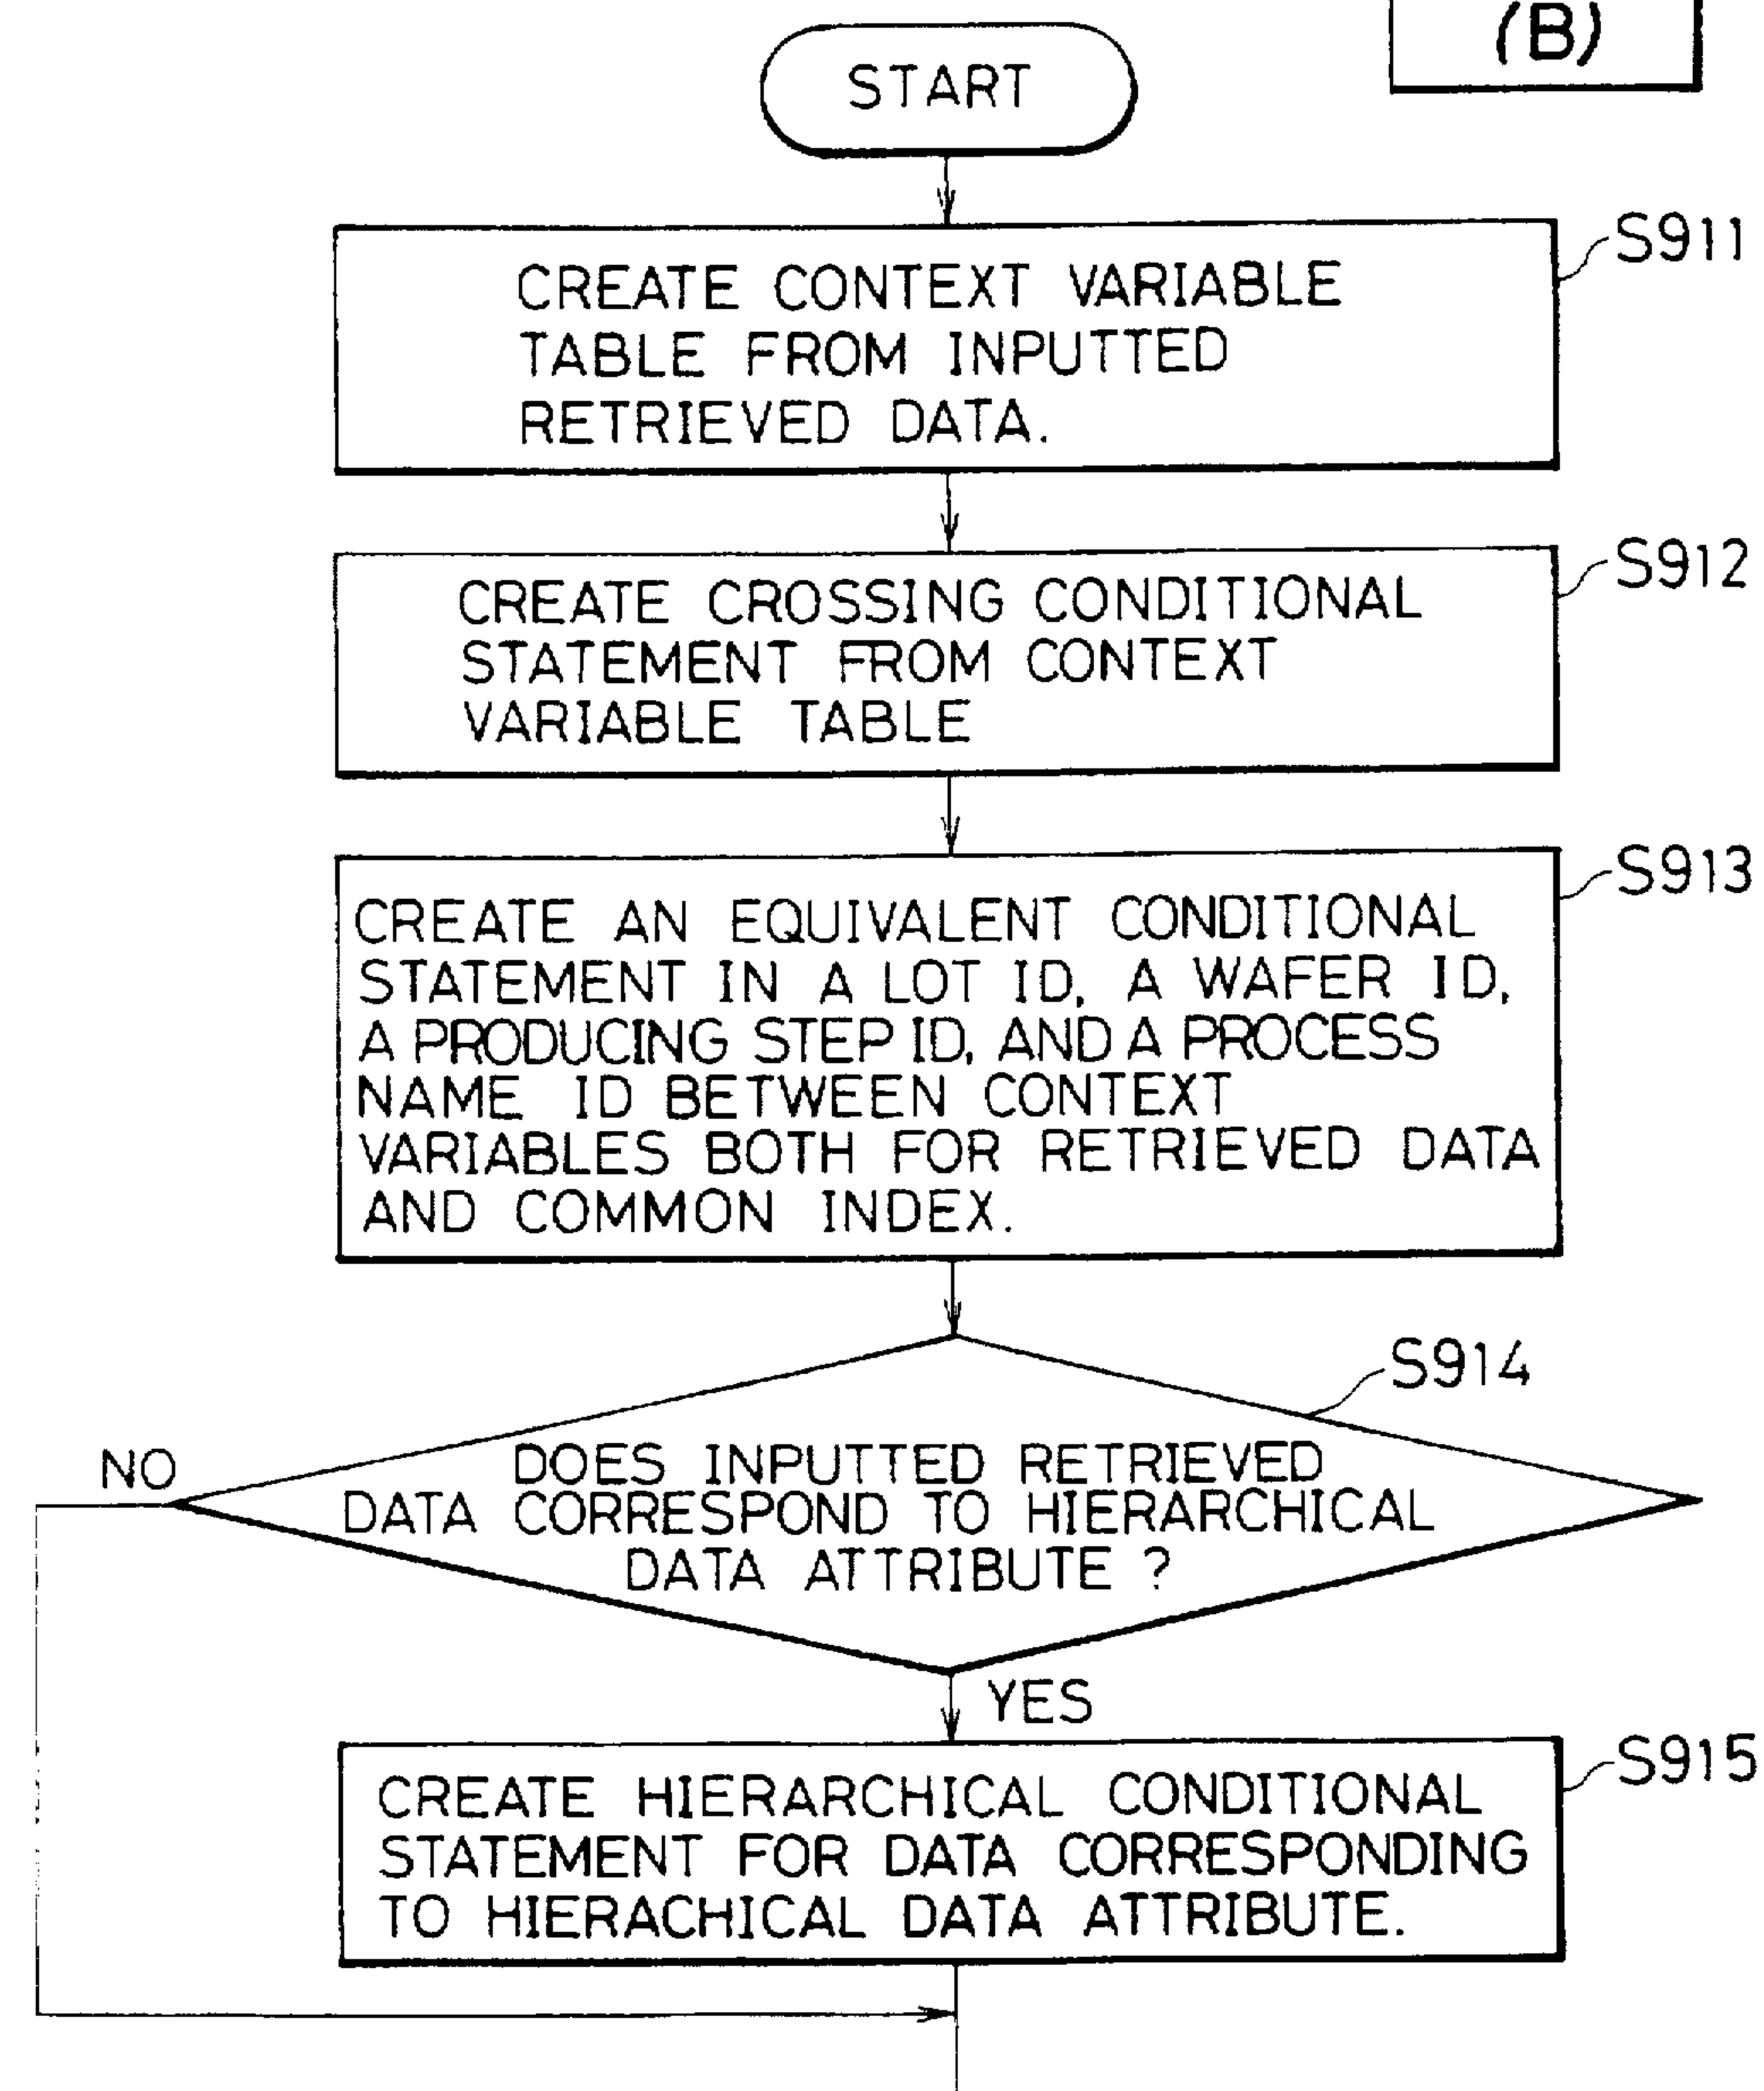 (B)
START
S911
CREATE CONTEXT VARIABLE
TABLE FROM INPUTTED
RETRIEVED DATA.
S912
CREATE CROSSING CONDITIONAL
STATEMENT FROM CONTEXT
VARIABLE TABLE
S913
CREATE AN EQUIVALENT CONDITIONAL
STATEMENT IN A LOT ID, A WAFER ID,
A PRODUCING STEP ID, AND A PROCESS
NAME ID BETWEEN CONTEXT
VARIABLES BOTH FOR RETRIEVED DATA
AND COMMON INDEX.
S914
NO
DOES INPUTTED RETRIEVED
DATA CORRESPOND TO HIERARCHICAL
DATA ATTRIBUTE ?
YES
S915
CREATE HIERARCHICAL CONDITIONAL
STATEMENT FOR DATA CORRESPONDING
TO HIERACHICAL DATA ATTRIBUTE.